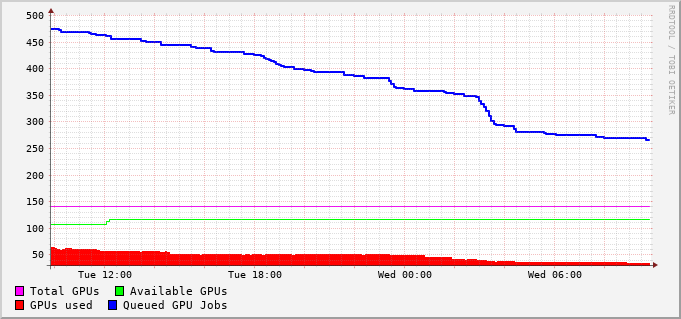 500
450
400
350
300
250
200
150
100
50
Tue 12:00 Tue 18:00 Wed 00:00 Wed 06:00
Total GPUs Available GPUs
GPUs used Queued GPU Jobs
RRDTOOL / TOBI OETIKER